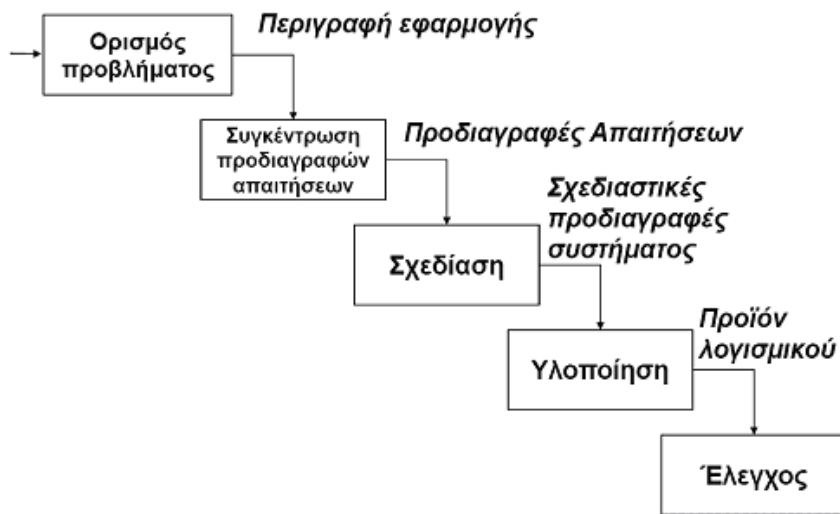 Ορισμός
προβλήματος
Περιγραφή εφαρμογής
Συγκέντρωση
προδιαγραφών
απαιτήσεων
Προδιαγραφές Απαιτήσεων
Σχεδίαση
Σχεδιαστικές
προδιαγραφές
συστήματος
Υλοποίηση
Προϊόν
λογισμικού
Έλεγχος